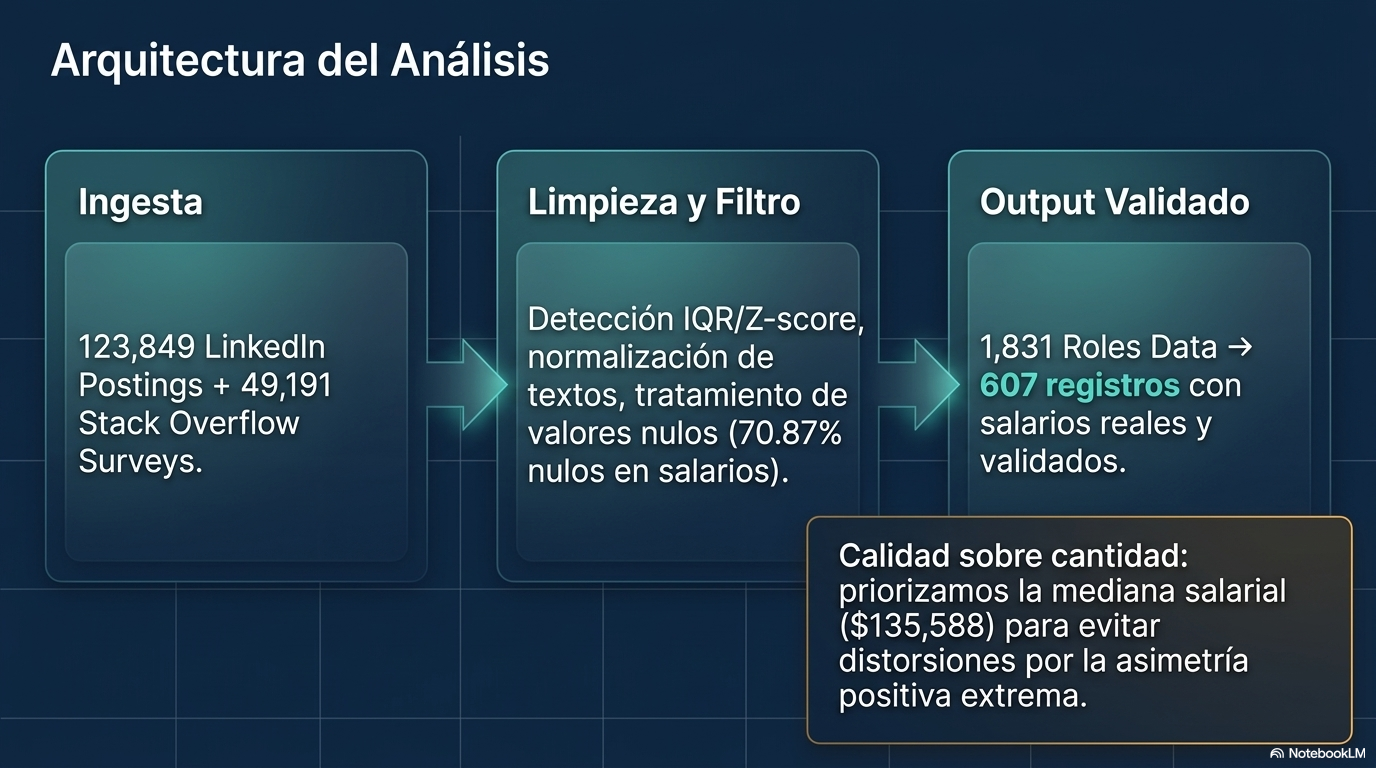 Arquitectura del Análisis
Ingesta
123,849 LinkedIn
Postings + 49,191
Stack Overflow
Surveys.
Limpieza y Filtro
Detección IQR/Z-score,
normalización de
textos, tratamiento de
valores nulos (70.87%
nulos en salarios).
Output Validado
1,831 Roles Data →
607 registros con
salarios reales y
validados.
Calidad sobre cantidad:
priorizamos la mediana salarial
($135,588) para evitar
distorsiones por la asimetría
positiva extrema.
NotebookLM